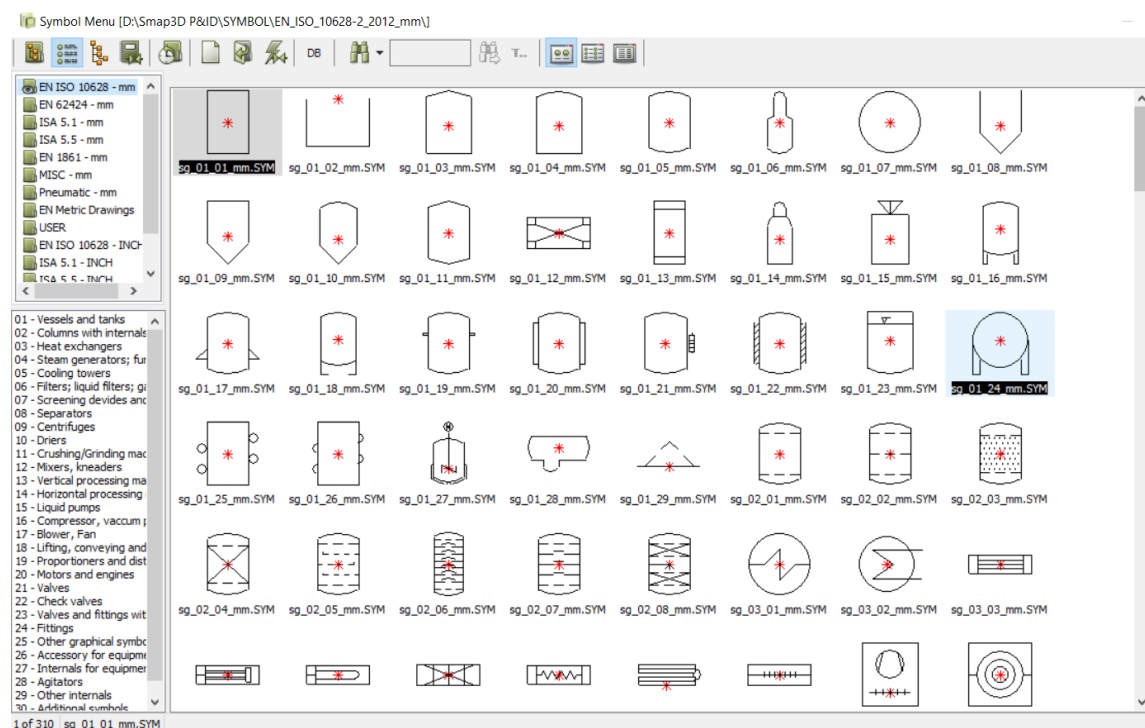 Symbol Menu [D:\Smap3D P&ID\SYMBOL\EN_ISO_10628-2_2012_mm\]
DB
T...
EN ISO 10628 - mm
EN 62424 - mm
ISA 5.1 - mm
ISA 5.5 - mm
EN 1861 - mm
MISC - mm
Pneumatic - mm
EN Metric Drawings
USER
EN ISO 10628 - INCH
ISA 5.1 - INCH
ISA 5.5 - INCH
01 - Vessels and tanks
02 - Columns with internals
03 - Heat exchangers
04 - Steam generators; fur
05 - Cooling towers
06 - Filters; liquid filters; ga
07 - Screening devides and
08 - Separators
09 - Centrifuges
10 - Driers
11 - Crushing/Grinding mac
12 - Mixers, kneaders
13 - Vertical processing ma
14 - Horizontal processing
15 - Liquid pumps
16 - Compressor, vaccum p
17 - Blower, Fan
18 - Lifting, conveying and
19 - Proportioners and dist
20 - Motors and engines
21 - Valves
22 - Check valves
23 - Valves and fittings wit
24 - Fittings
25 - Other graphical symbo
26 - Accessory for equipme
27 - Internals for equipmer
28 - Agitators
29 - Other internals
30 - Additional symbols
sg_01_01_mm.SYM sg_01_02_mm.SYM sg_01_03_mm.SYM sg_01_04_mm.SYM sg_01_05_mm.SYM sg_01_06_mm.SYM sg_01_07_mm.SYM sg_01_08_mm.SYM
sg_01_09_mm.SYM sg_01_10_mm.SYM sg_01_11_mm.SYM sg_01_12_mm.SYM sg_01_13_mm.SYM sg_01_14_mm.SYM sg_01_15_mm.SYM sg_01_16_mm.SYM
sg_01_17_mm.SYM sg_01_18_mm.SYM sg_01_19_mm.SYM sg_01_20_mm.SYM sg_01_21_mm.SYM sg_01_22_mm.SYM sg_01_23_mm.SYM sg_01_24_mm.SYM
sg_01_25_mm.SYM sg_01_26_mm.SYM sg_01_27_mm.SYM sg_01_28_mm.SYM sg_01_29_mm.SYM sg_02_01_mm.SYM sg_02_02_mm.SYM sg_02_03_mm.SYM
sg_02_04_mm.SYM sg_02_05_mm.SYM sg_02_06_mm.SYM sg_02_07_mm.SYM sg_02_08_mm.SYM sg_03_01_mm.SYM sg_03_02_mm.SYM sg_03_03_mm.SYM
1 of 310 sg_01_01_mm.SYM